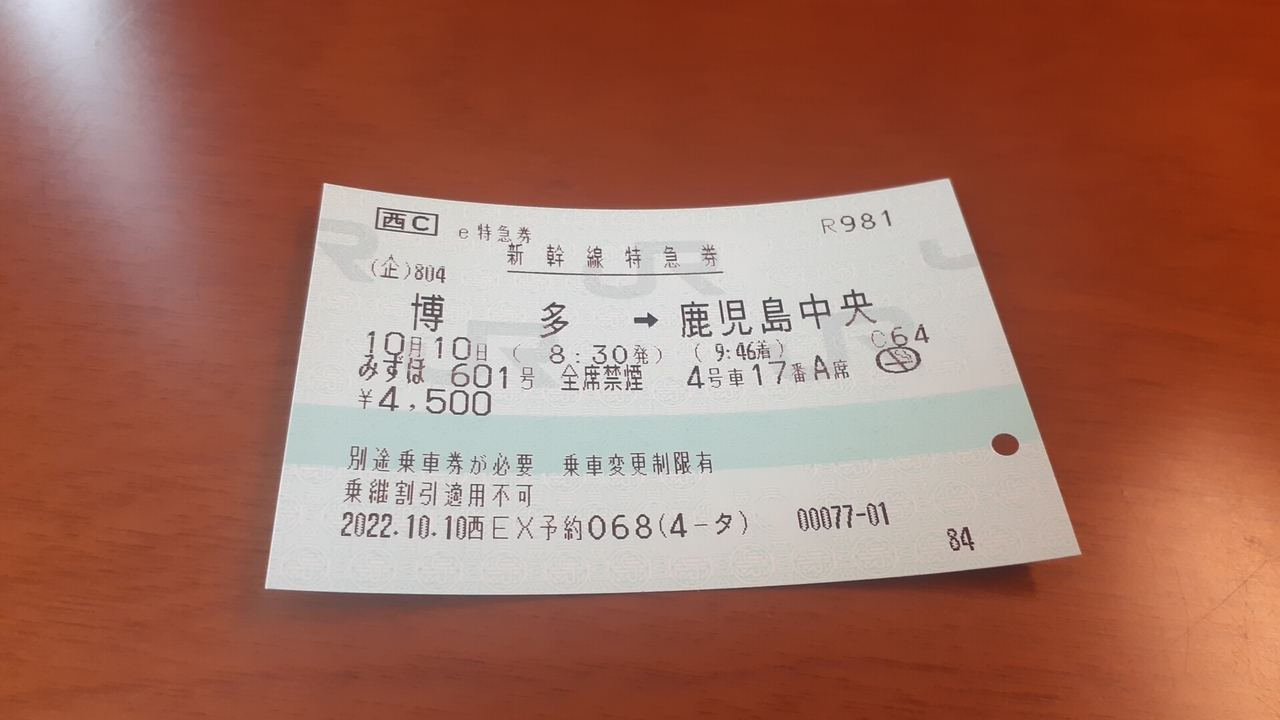 西C e特急券 R981
新幹線特急券
(企)804
博多 → 鹿児島中央
10月10日 ( 8:30発) ( 9:46着) C64
みずほ 601号 全席禁煙 4号車17番A席
¥4,500
別途乗車券が必要 乗車変更制限有
乗継割引適用不可
2022.10.10西EX予約068(4-タ) 00077-01
84